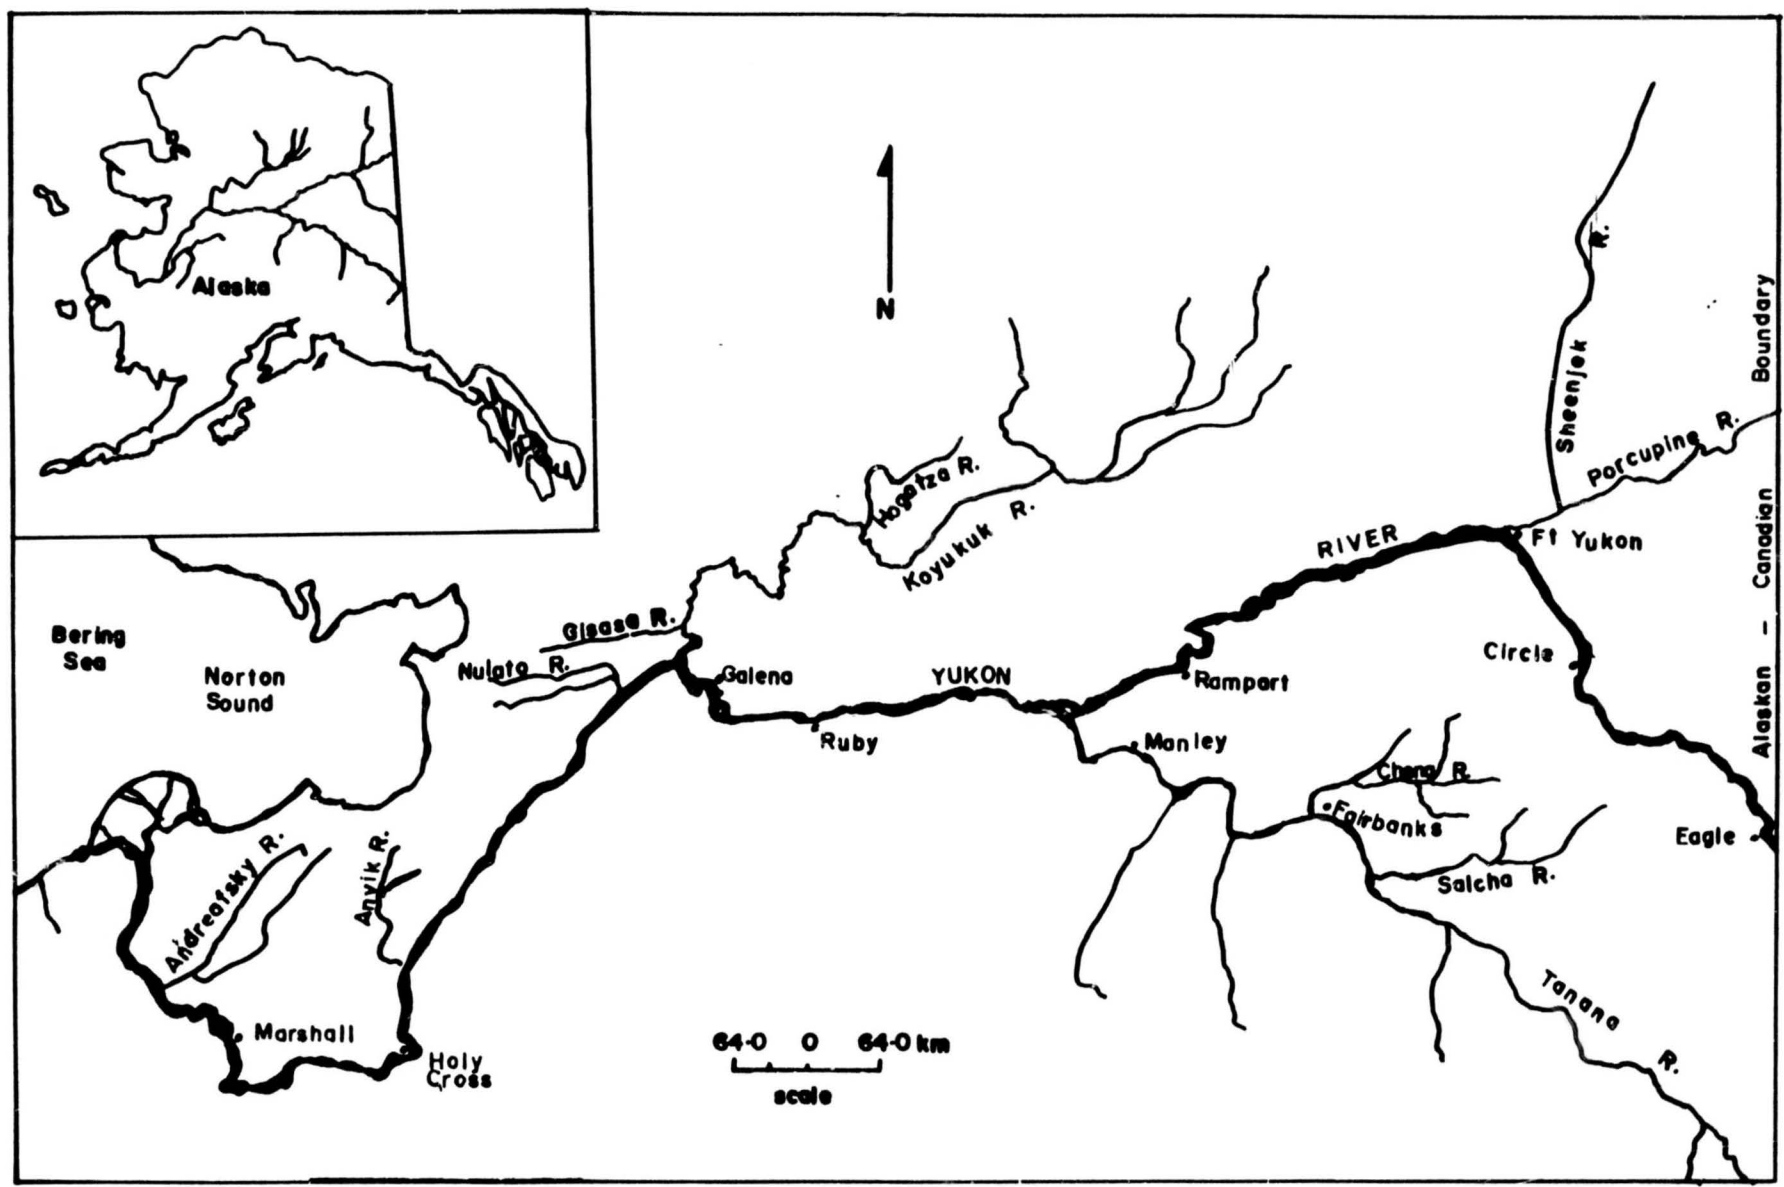 Alaska
N
R.
Sheenjek
Boundary
Canadian
–
Alaskan
Porcupine R.
Hogatza R.
Koyukuk R.
RIVER
Ft Yukon
Gisasa R.
Bering
Sea
Norton
Sound
Nulato R.
Galena
YUKON
Rampart
Circle
Ruby
Manley
Chena R.
Fairbanks
Eagle
Salcha R.
Andreafsky R.
Anvik R.
Tanana R.
Marshall
Holy
Cross
64·0 0 64·0 km
scale